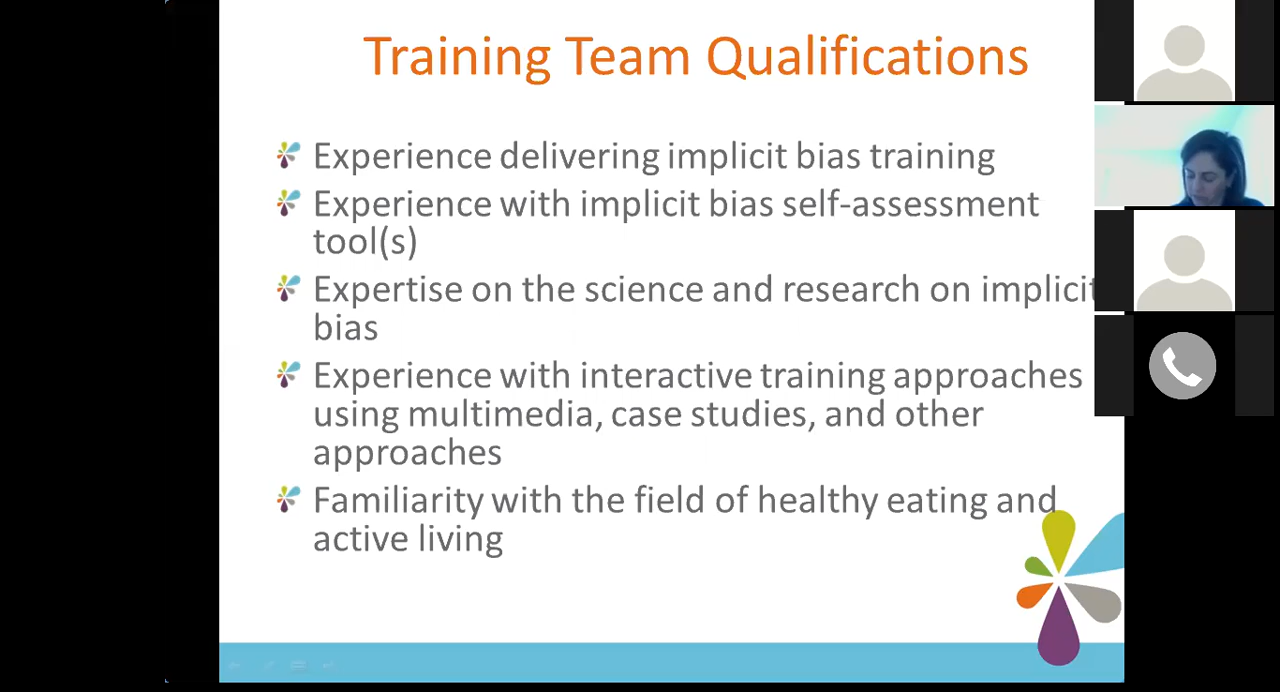 Training Team Qualifications
Experience delivering implicit bias training
Experience with implicit bias self-assessment
tool(s)
Expertise on the science and research on implicit
bias
Experience with interactive training approaches
using multimedia, case studies, and other
approaches
Familiarity with the field of healthy eating and
active living